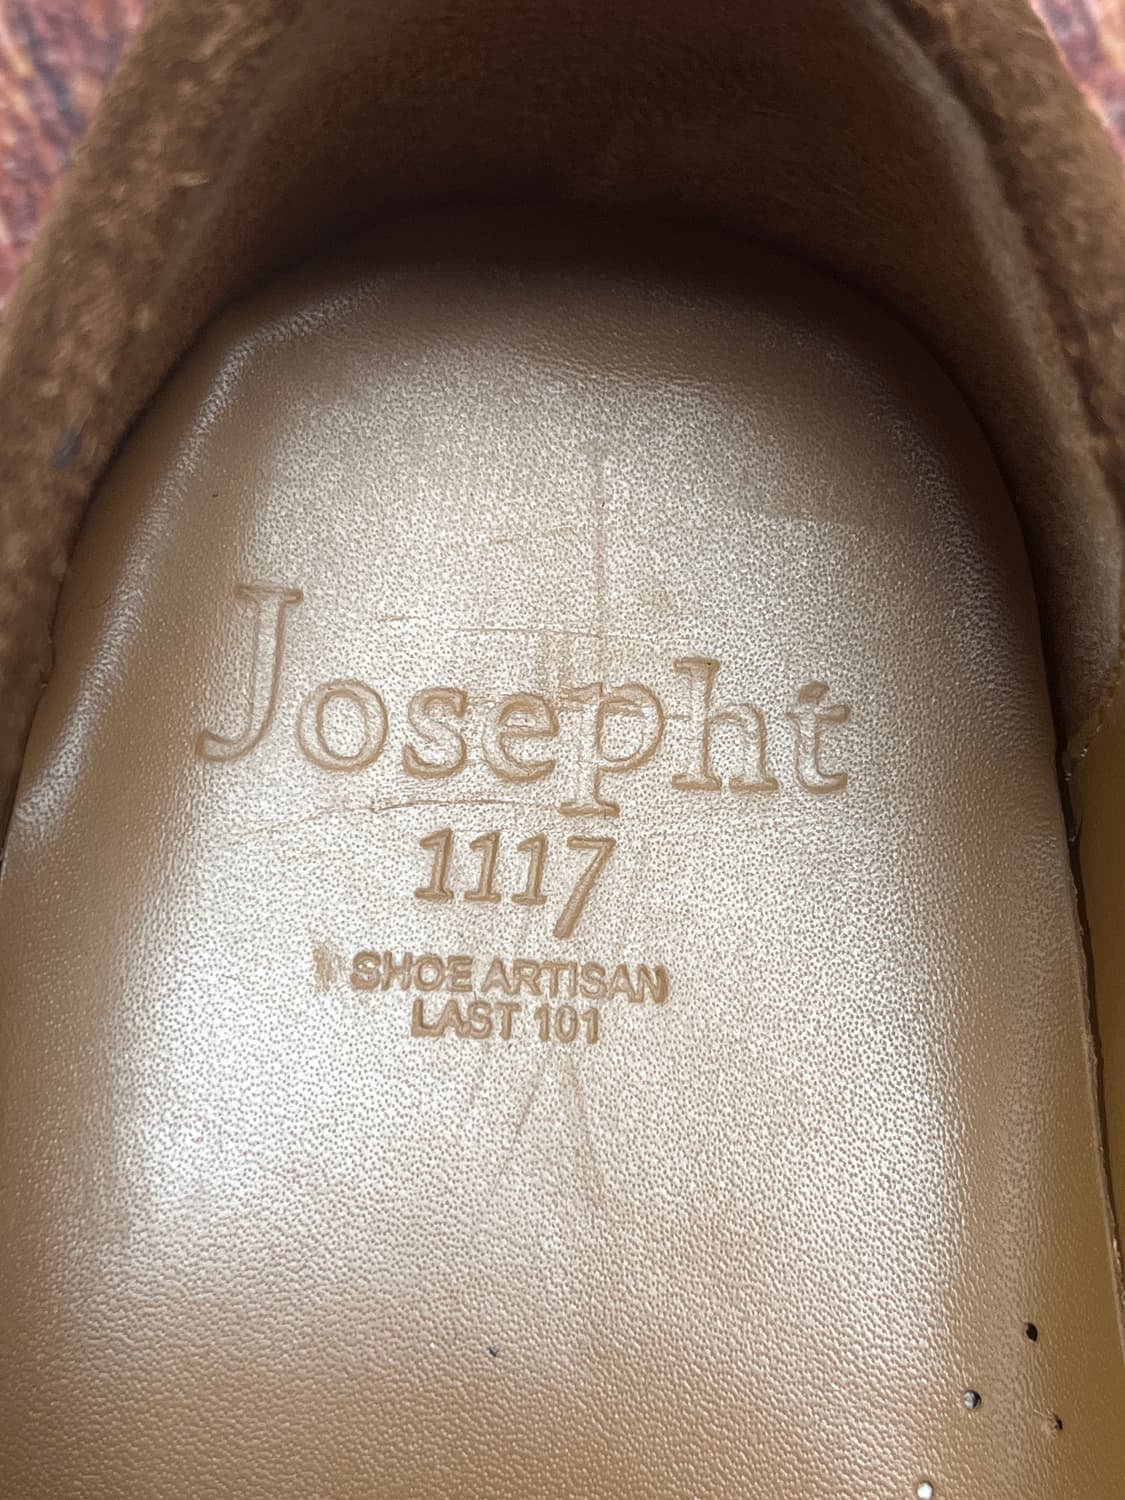 Josepht
1117
SHOE ARTISAN
LAST 101